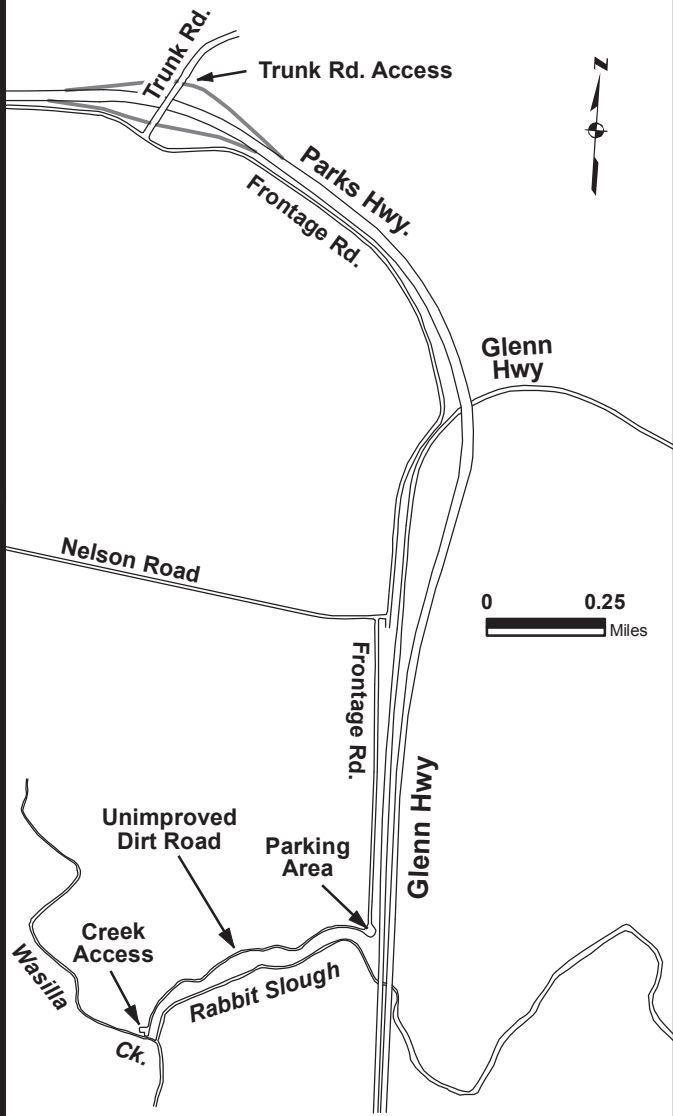 Trunk Rd.
Trunk Rd. Access
N
Parks Hwy.
Frontage Rd.
Glenn
Hwy
Nelson Road
0 0.25
Miles
Frontage Rd.
Glenn Hwy
Unimproved
Dirt Road
Parking
Area
Creek
Access
Wasilla
Ck.
Rabbit Slough